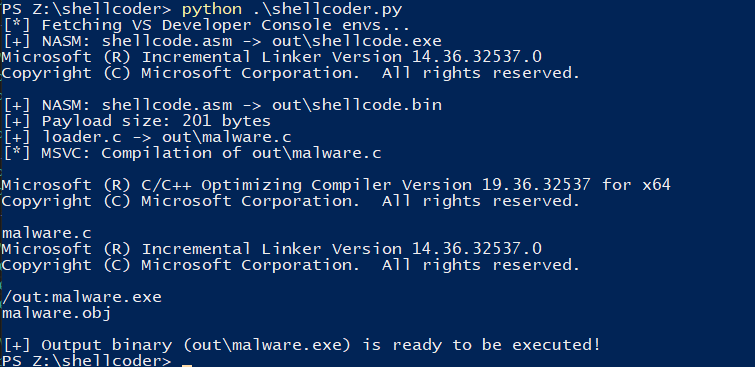 PS Z:\shellcoder> python .\shellcoder.py
[*] Fetching VS Developer Console envs...
[+] NASM: shellcode.asm -> out\shellcode.exe
Microsoft (R) Incremental Linker Version 14.36.32537.0
Copyright (C) Microsoft Corporation.  All rights reserved.
[+] NASM: shellcode.asm -> out\shellcode.bin
[+] Payload size: 201 bytes
[+] loader.c -> out\malware.c
[*] MSVC: Compilation of out\malware.c
Microsoft (R) C/C++ Optimizing Compiler Version 19.36.32537 for x64
Copyright (C) Microsoft Corporation.  All rights reserved.
malware.c
Microsoft (R) Incremental Linker Version 14.36.32537.0
Copyright (C) Microsoft Corporation.  All rights reserved.
/out:malware.exe
malware.obj
[+] Output binary (out\malware.exe) is ready to be executed!
PS Z:\shellcoder> _